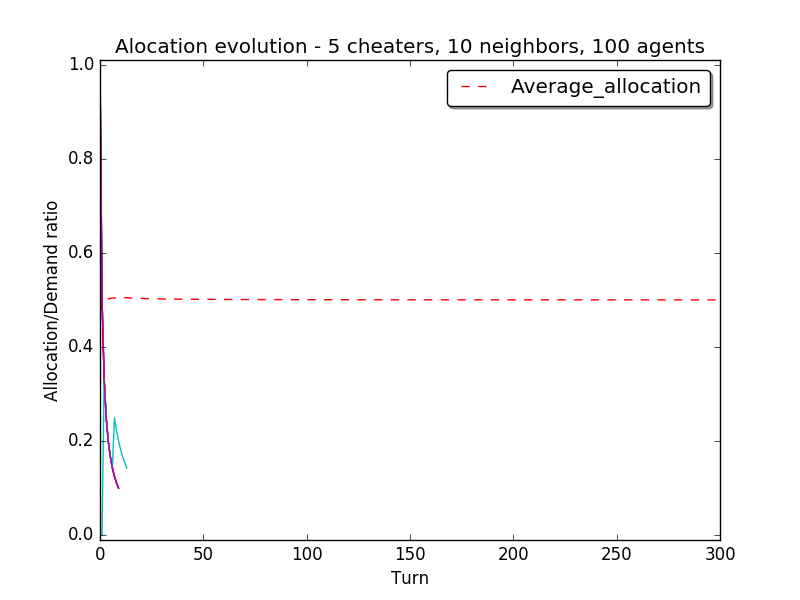 Alocation evolution - 5 cheaters, 10 neighbors, 100 agents
Average_allocation
Allocation/Demand ratio
1.0
0.8
0.6
0.4
0.2
0.0
0 50 100 150 200 250 300
Turn